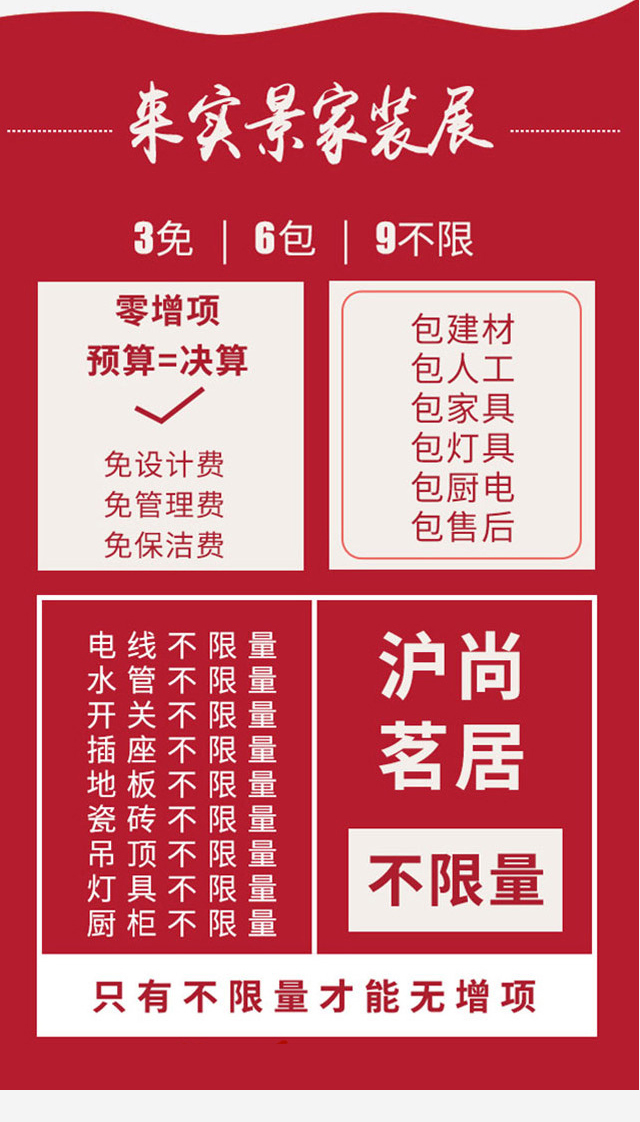 来实景家装展
3免 | 6包 | 9不限
零增项
预算=决算
免设计费
免管理费
免保洁费
包建材
包人工
包家具
包灯具
包厨电
包售后
电线不限量
水管不限量
开关不限量
插座不限量
地板不限量
瓷砖不限量
吊顶不限量
灯具不限量
厨柜不限量
沪尚
茗居
不限量
只有不限量才能无增项